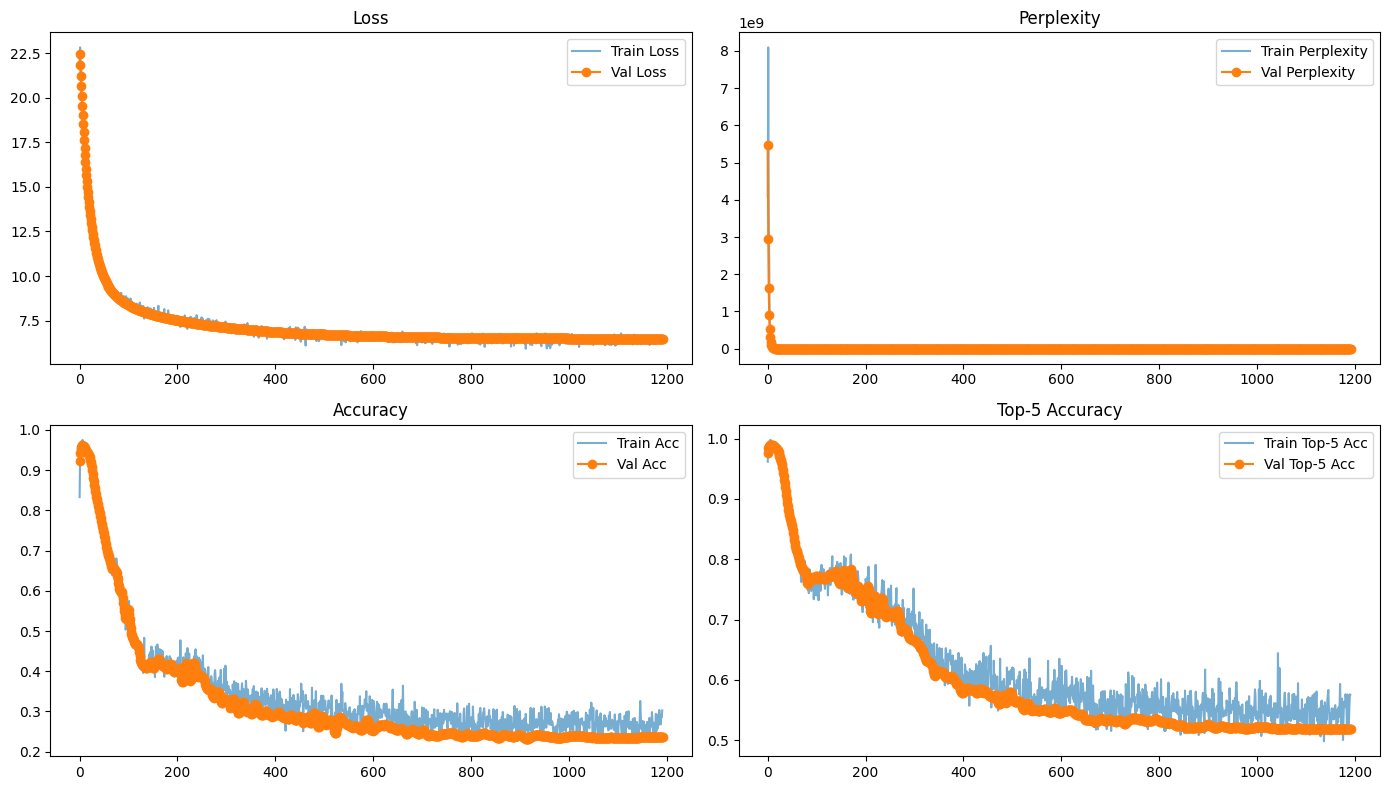 Loss
Train Loss
Val Loss
22.5
20.0
17.5
15.0
12.5
10.0
7.5
0 200 400 600 800 1000 1200
Perplexity
1e9
Train Perplexity
Val Perplexity
8
7
6
5
4
3
2
1
0
0 200 400 600 800 1000 1200
Accuracy
Train Acc
Val Acc
1.0
0.9
0.8
0.7
0.6
0.5
0.4
0.3
0.2
0 200 400 600 800 1000 1200
Top-5 Accuracy
Train Top-5 Acc
Val Top-5 Acc
1.0
0.9
0.8
0.7
0.6
0.5
0 200 400 600 800 1000 1200